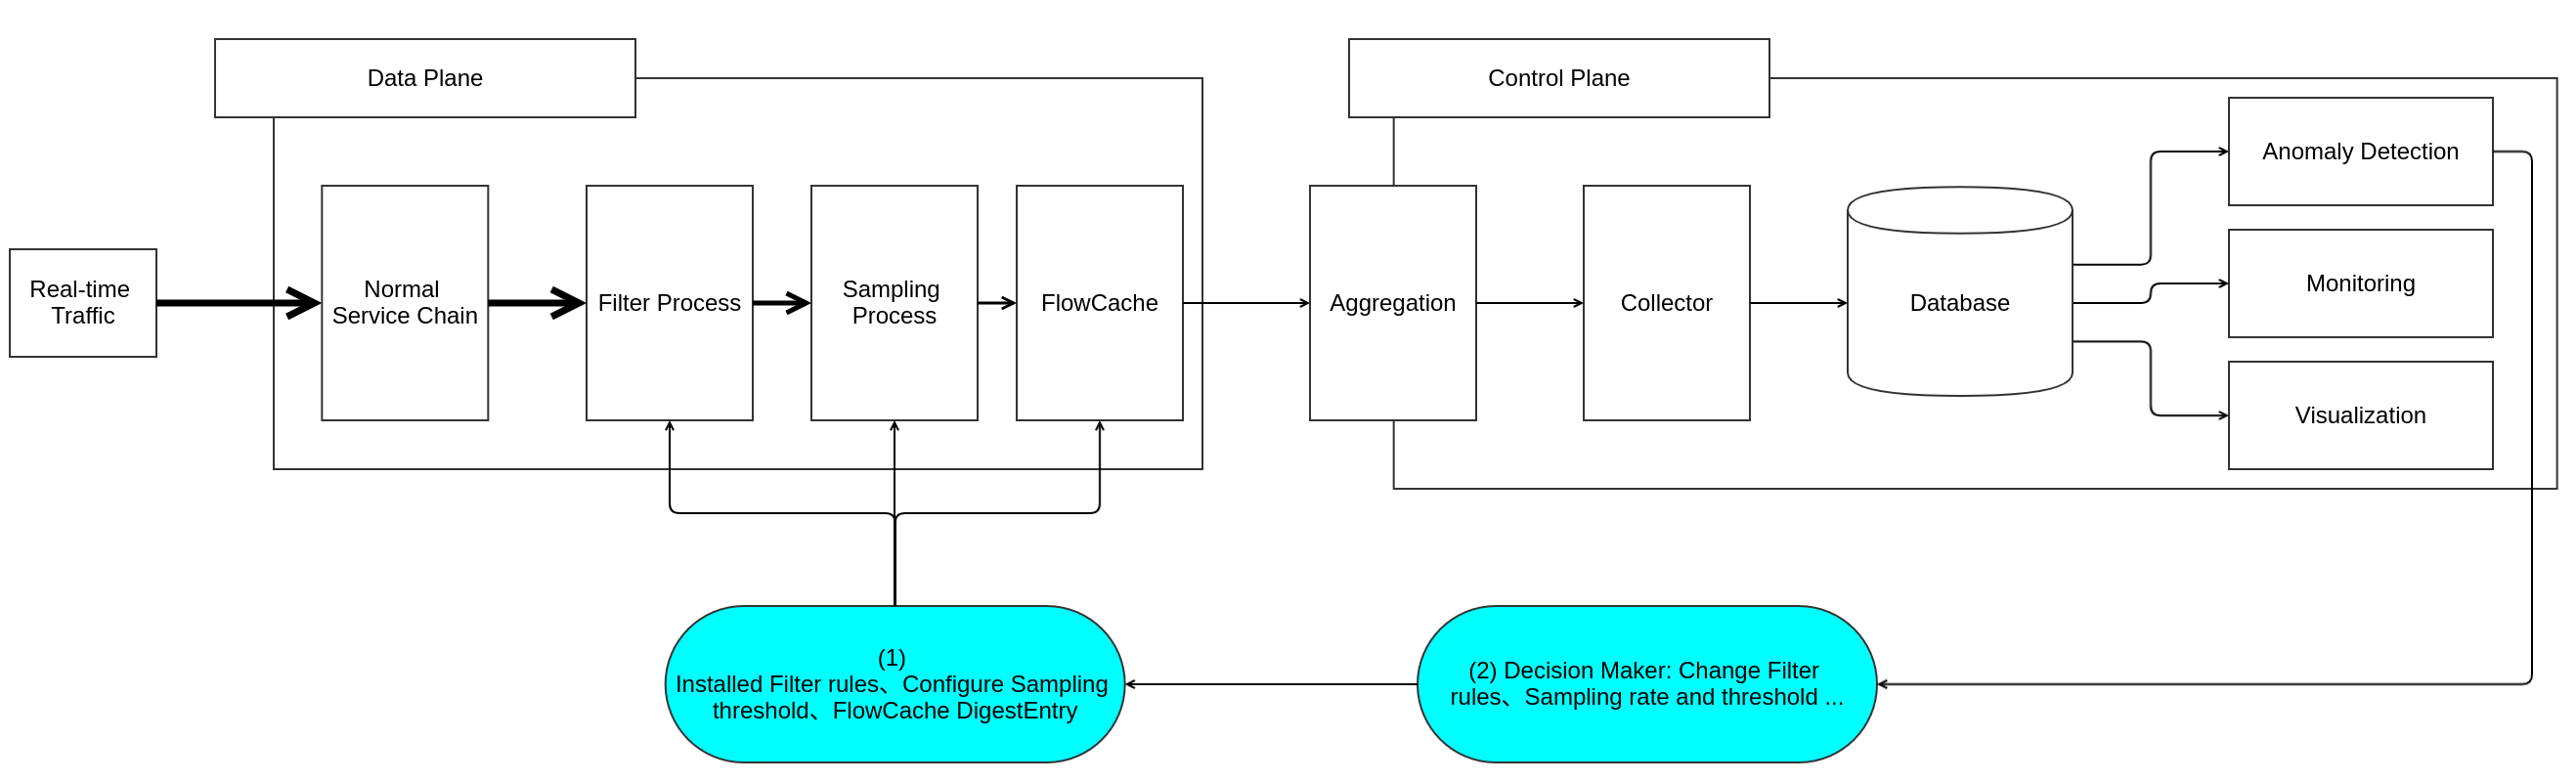 Data Plane
Control Plane
Real-time
Traffic
Normal
Service Chain
Filter Process
Sampling
Process
FlowCache
Aggregation
Collector
Database
Anomaly Detection
Monitoring
Visualization
(1)
Installed Filter rules、Configure Sampling
threshold、FlowCache DigestEntry
(2) Decision Maker: Change Filter
rules、Sampling rate and threshold ...